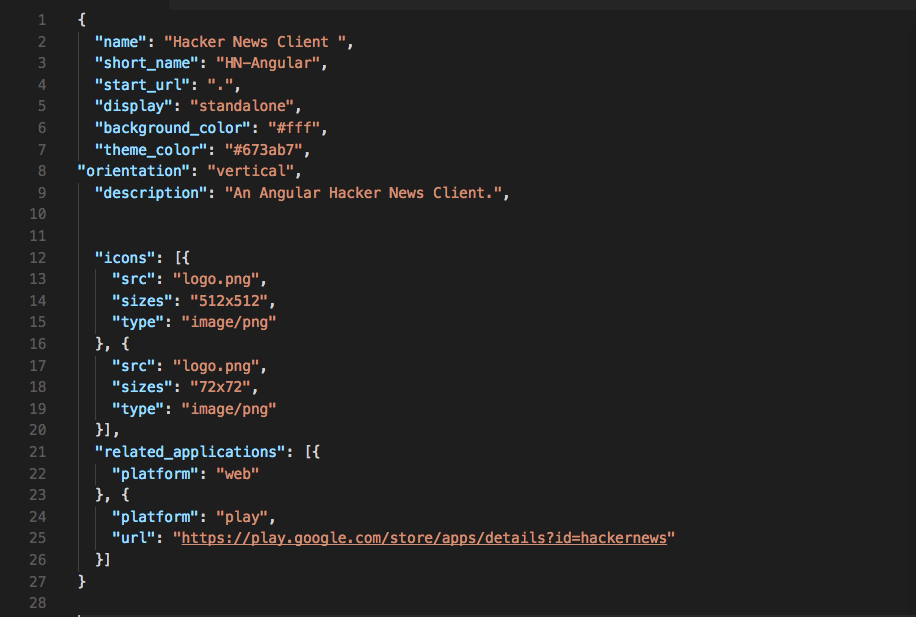 1 {
2   "name": "Hacker News Client ",
3   "short_name": "HN-Angular",
4   "start_url": ".",
5   "display": "standalone",
6   "background_color": "#fff",
7   "theme_color": "#673ab7",
8 "orientation": "vertical",
9   "description": "An Angular Hacker News Client.",
10
11
12   "icons": [{
13     "src": "logo.png",
14     "sizes": "512x512",
15     "type": "image/png"
16   }, {
17     "src": "logo.png",
18     "sizes": "72x72",
19     "type": "image/png"
20   }],
21   "related_applications": [{
22     "platform": "web"
23   }, {
24     "platform": "play",
25     "url": "https://play.google.com/store/apps/details?id=hackernews"
26   }]
27 }
28